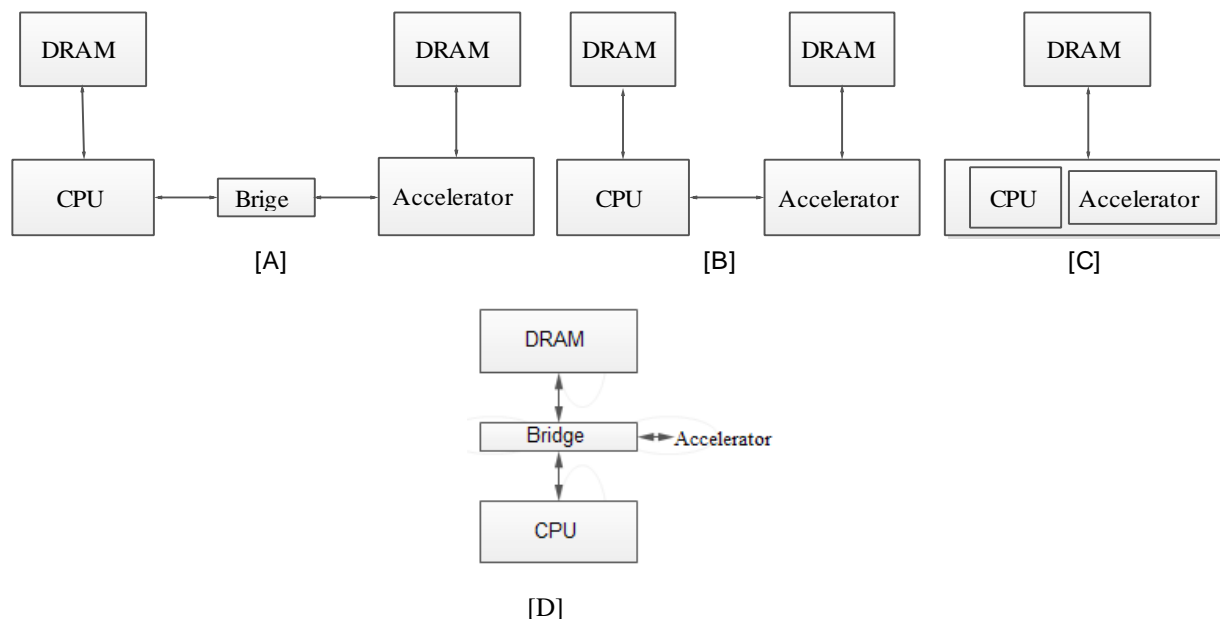 DRAM
DRAM
DRAM
DRAM
DRAM
CPU
Brige
Accelerator
CPU
Accelerator
CPU
Accelerator
[A]
[B]
[C]
DRAM
Bridge
Accelerator
CPU
[D]